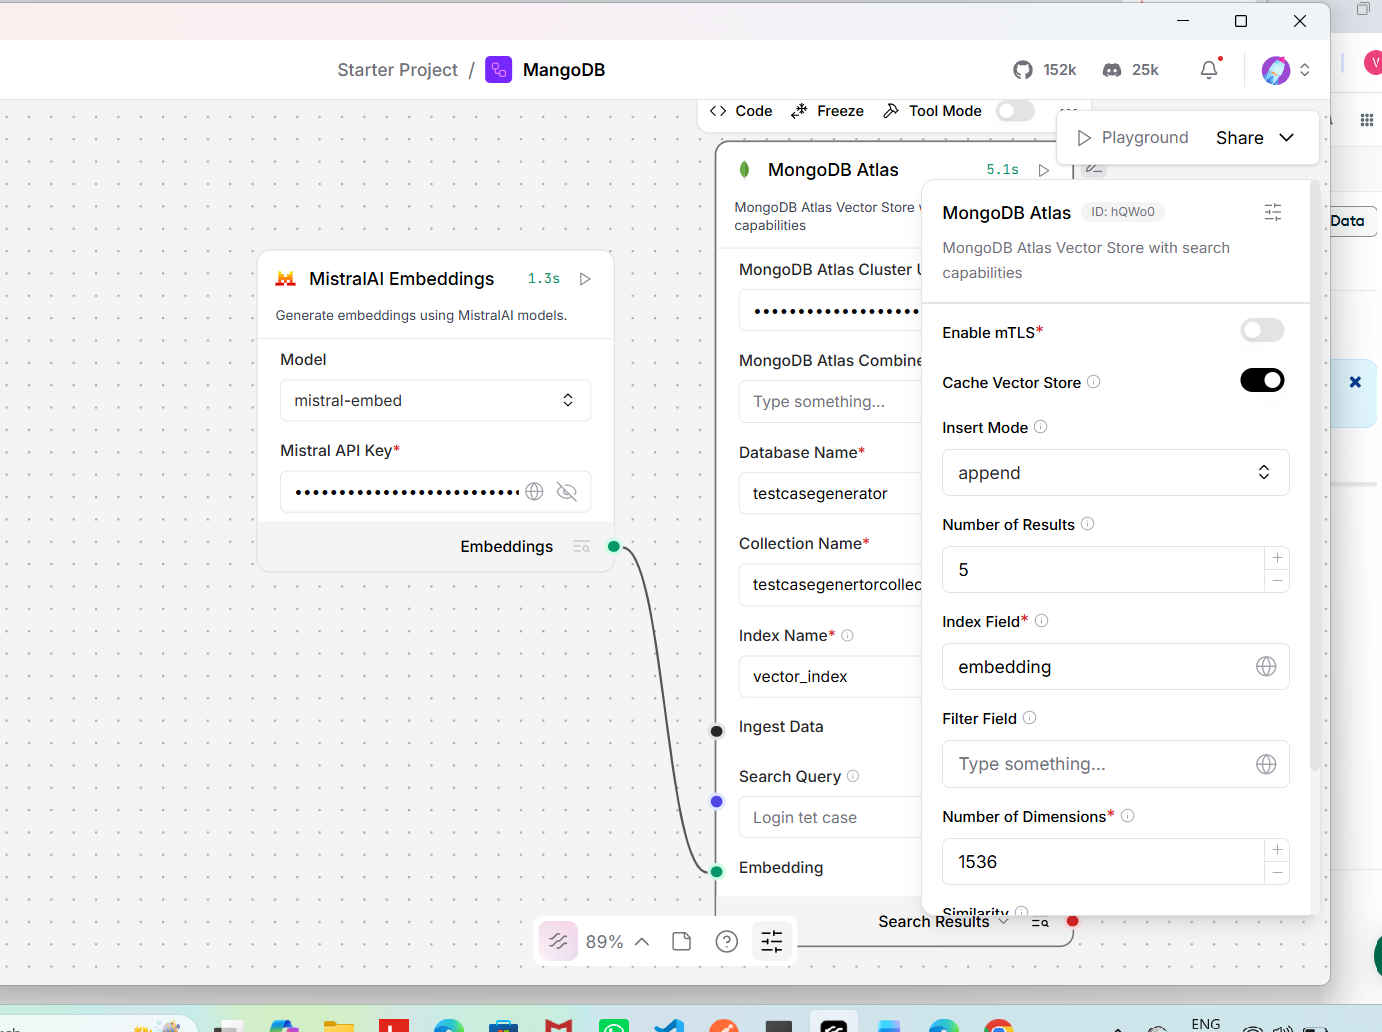 Starter Project / MangoDB
152k
25k
Code
Freeze
Tool Mode
Playground
Share
MongoDB Atlas
5.1s
MongoDB Atlas Vector Store
capabilities
MistralAI Embeddings
1.3s
Generate embeddings using MistralAI models.
Model
mistral-embed
Mistral API Key*
••••••••••••••••••••••••••
Embeddings
MongoDB Atlas Cluster
•••••••••••••••••••
MongoDB Atlas Combine
Type something...
Database Name*
testcasegenerator
Collection Name*
testcasegenertorcollec
Index Name*
vector_index
Ingest Data
Search Query
Login tet case
Embedding
Search Results
MongoDB Atlas
ID: hQWo0
MongoDB Atlas Vector Store with search
capabilities
Enable mTLS*
Cache Vector Store
Insert Mode
append
Number of Results
5
Index Field*
embedding
Filter Field
Type something...
Number of Dimensions*
1536
Similarity
89%
Data
V
ENG